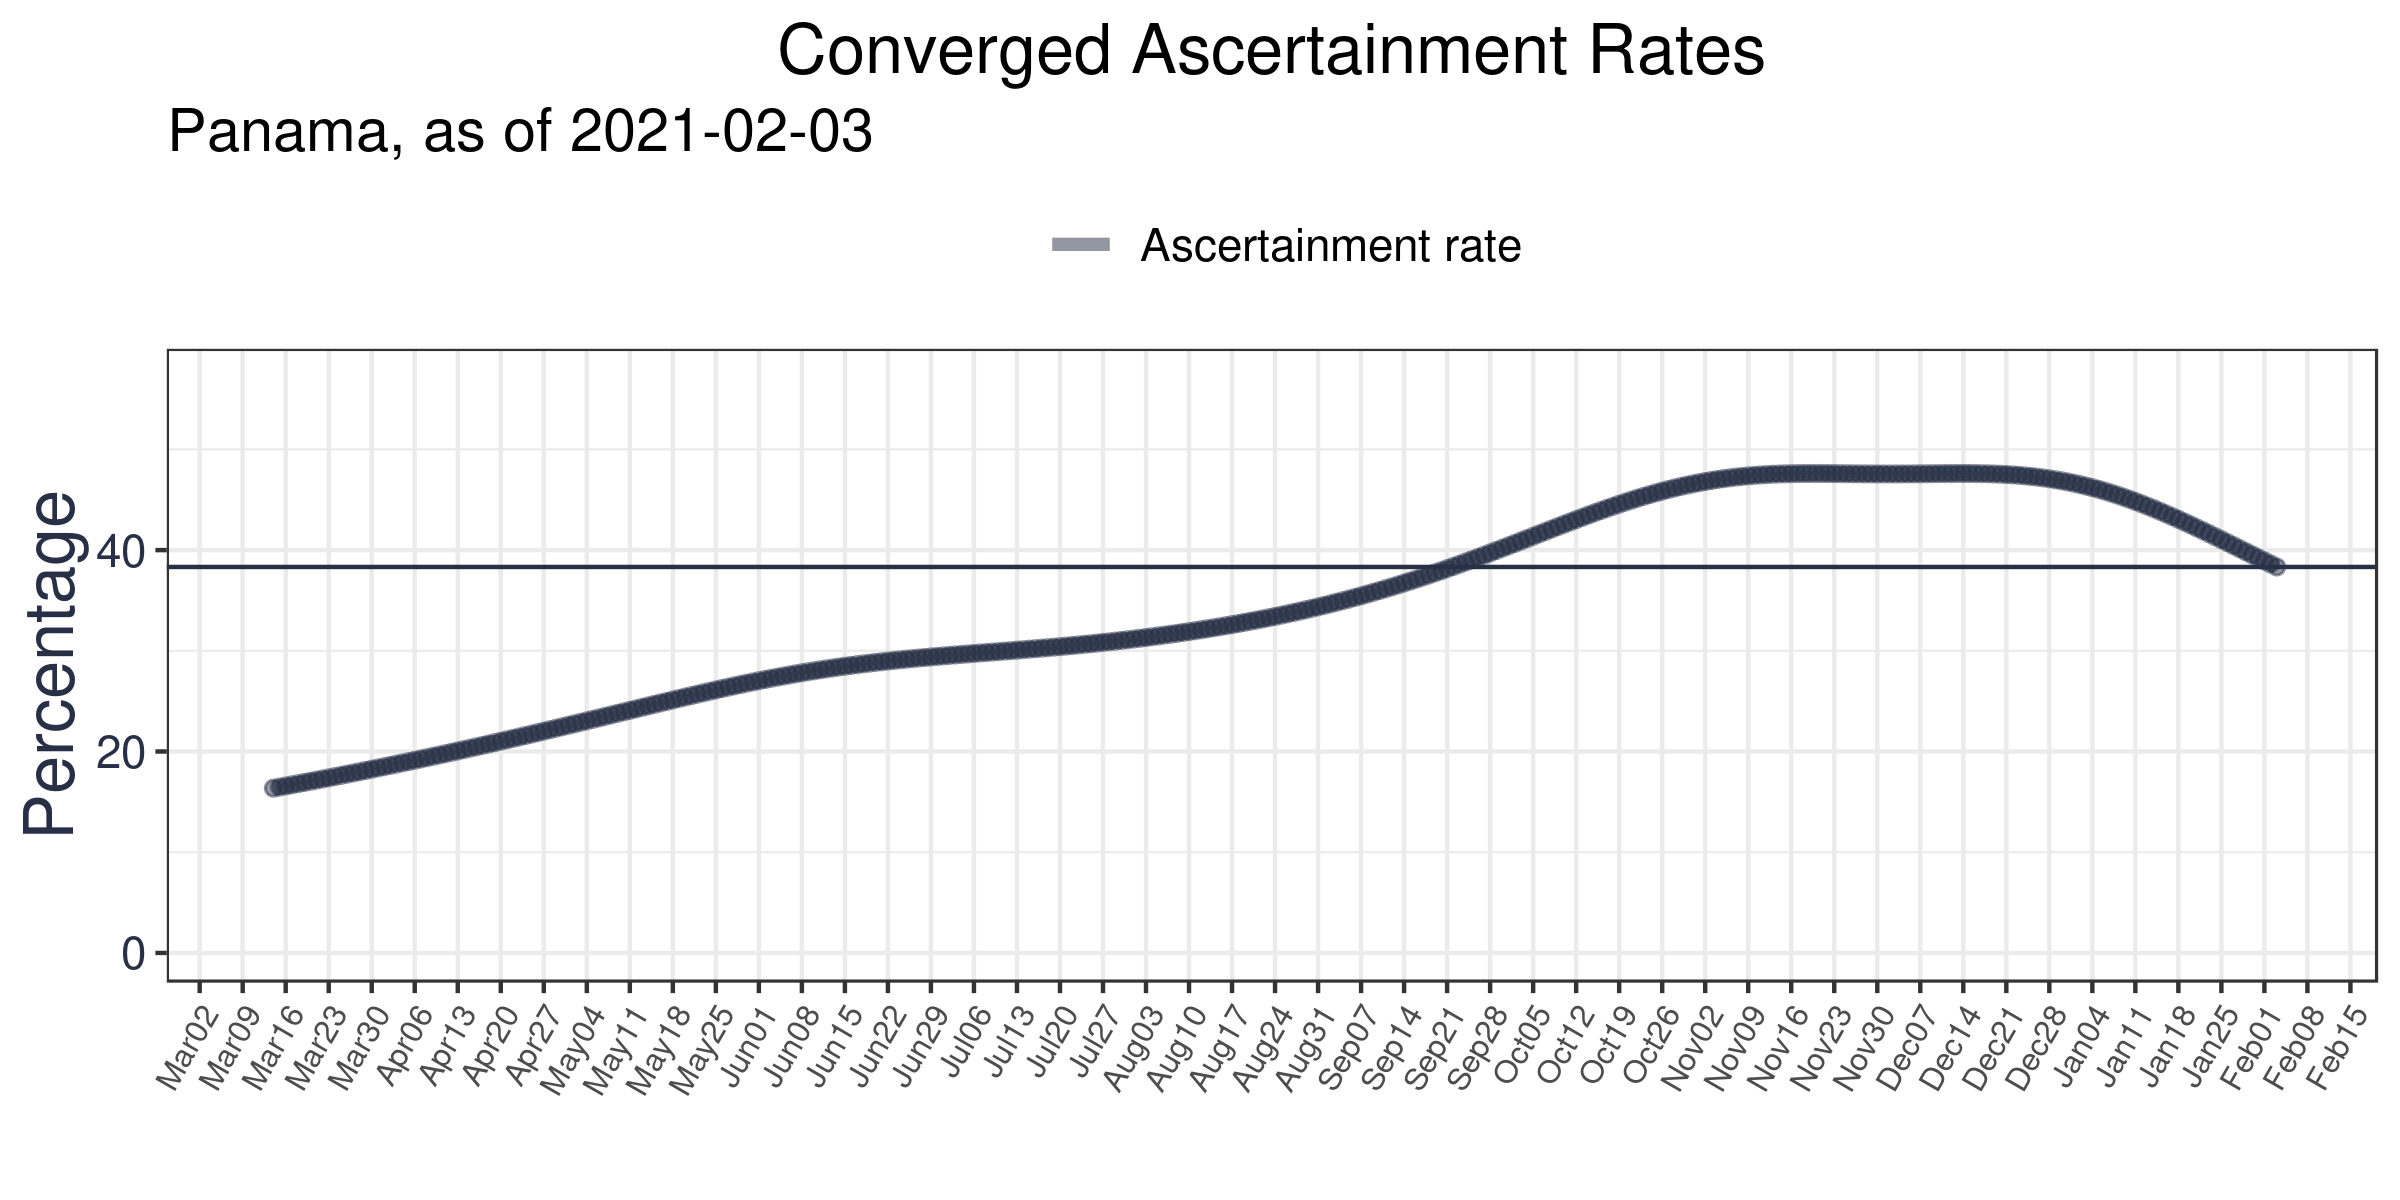 Converged Ascertainment Rates
Panama, as of 2021-02-03
Ascertainment rate
Percentage
40
20
0
Mar02
Mar09
Mar16
Mar23
Mar30
Apr06
Apr13
Apr20
Apr27
May04
May11
May18
May25
Jun01
Jun08
Jun15
Jun22
Jun29
Jul06
Jul13
Jul20
Jul27
Aug03
Aug10
Aug17
Aug24
Aug31
Sep07
Sep14
Sep21
Sep28
Oct05
Oct12
Oct19
Oct26
Nov02
Nov09
Nov16
Nov23
Nov30
Dec07
Dec14
Dec21
Dec28
Jan04
Jan11
Jan18
Jan25
Feb01
Feb08
Feb15